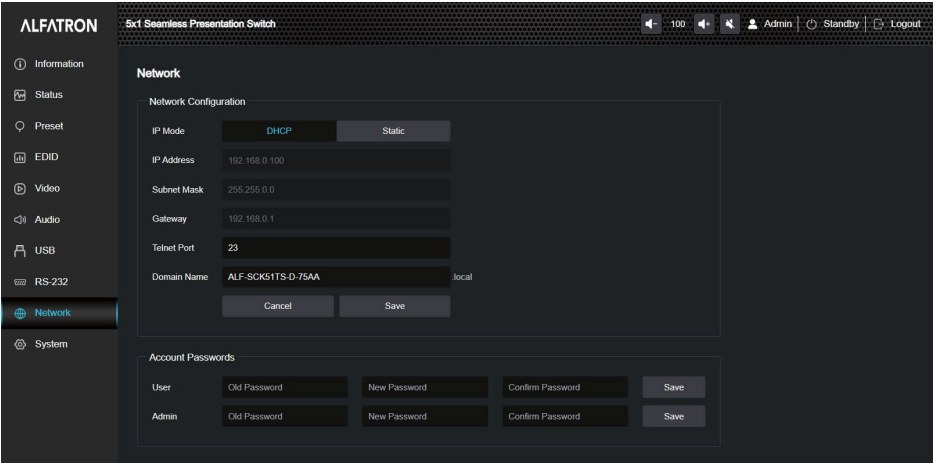 ALFATRON
5x1 Seamless Presentation Switch
100
Admin
Standby
Logout
Information
Status
Preset
EDID
Video
Audio
USB
RS-232
Network
System
Network
Network Configuration
IP Mode DHCP Static
IP Address 192.168.0.100
Subnet Mask 255.255.0.0
Gateway 192.168.0.1
Telnet Port 23
Domain Name ALF-SCK51TS-D-75AA .local
Cancel Save
Account Passwords
User Old Password New Password Confirm Password Save
Admin Old Password New Password Confirm Password Save